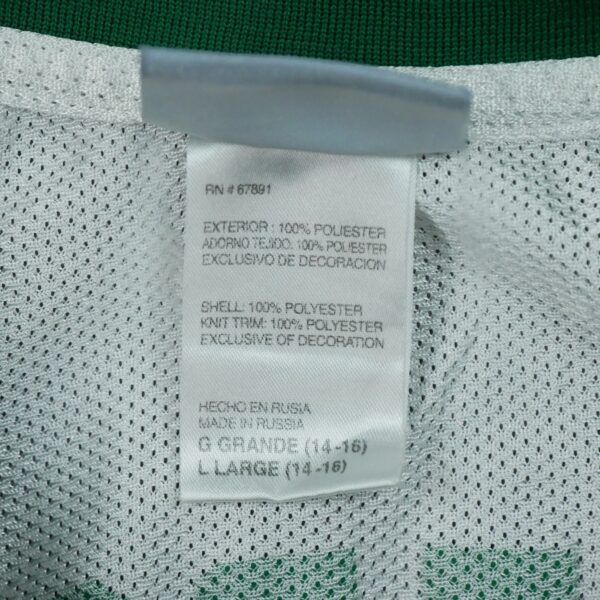 RN # 67891
EXTERIOR : 100% POLIESTER
ADORNO TEJIDO: 100% POLIESTER
EXCLUSIVO DE DECORACION
SHELL: 100% POLYESTER
KNIT TRIM: 100% POLYESTER
EXCLUSIVE OF DECORATION
HECHO EN RUSIA
MADE IN RUSSIA
G GRANDE (14-16)
L LARGE (14-16)